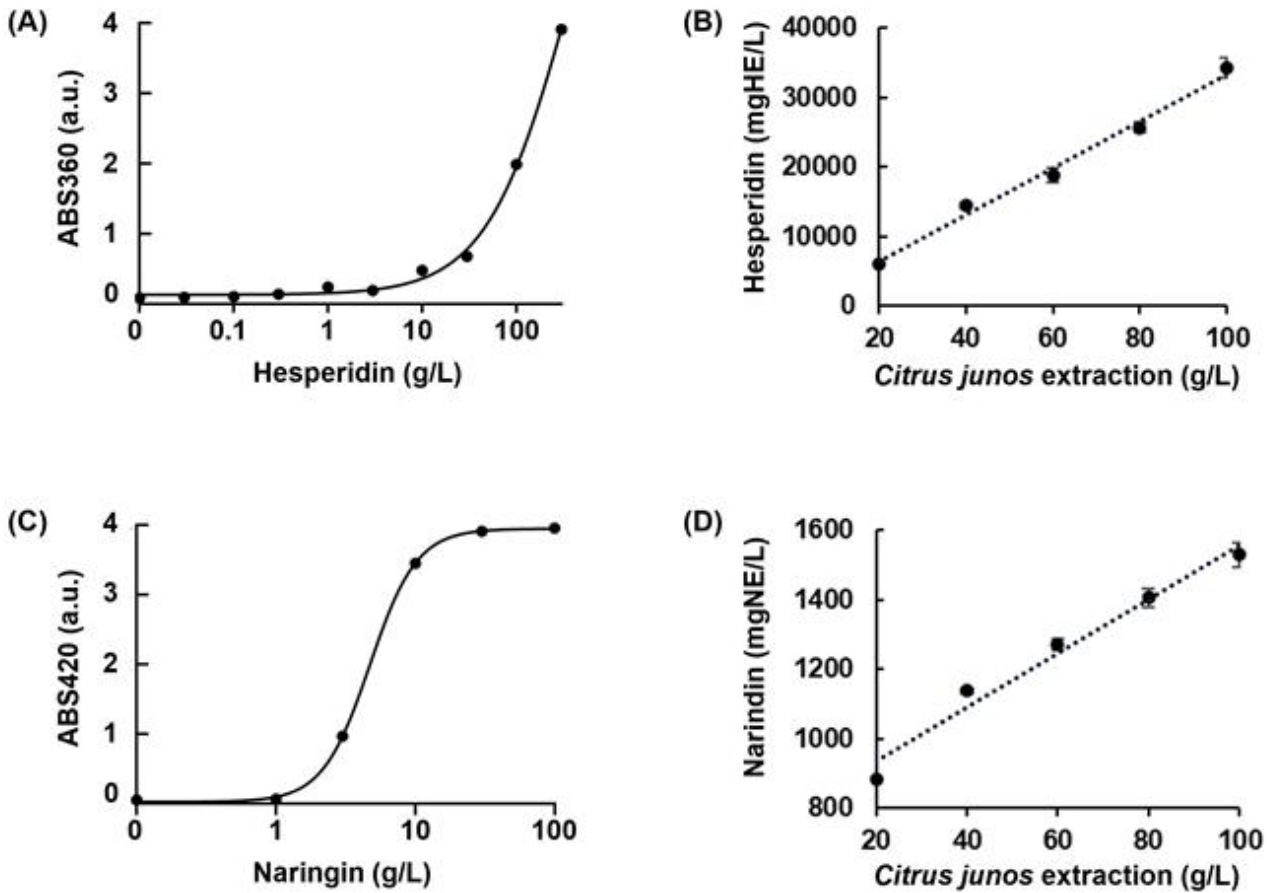 (A)
ABS360 (a.u.)
4
3
2
1
0
0 0.1 1 10 100
Hesperidin (g/L)
(B)
Hesperidin (mgHE/L)
40000
30000
20000
10000
0
20 40 60 80 100
Citrus junos extraction (g/L)
(C)
ABS420 (a.u.)
4
3
2
1
0
0 1 10 100
Naringin (g/L)
(D)
Narindin (mgNE/L)
1600
1400
1200
1000
800
20 40 60 80 100
Citrus junos extraction (g/L)